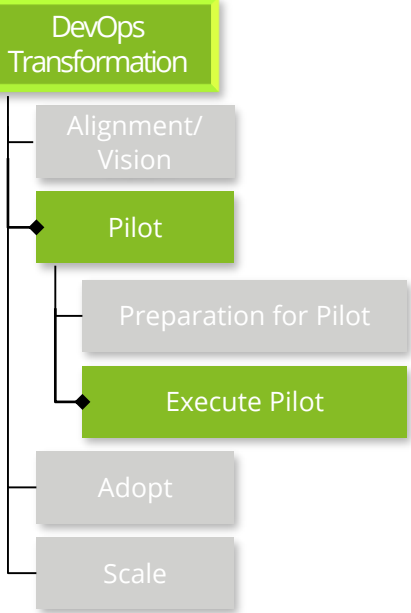 DevOps
Transformation
Alignment/
Vision
Pilot
Preparation for Pilot
Execute Pilot
Adopt
Scale